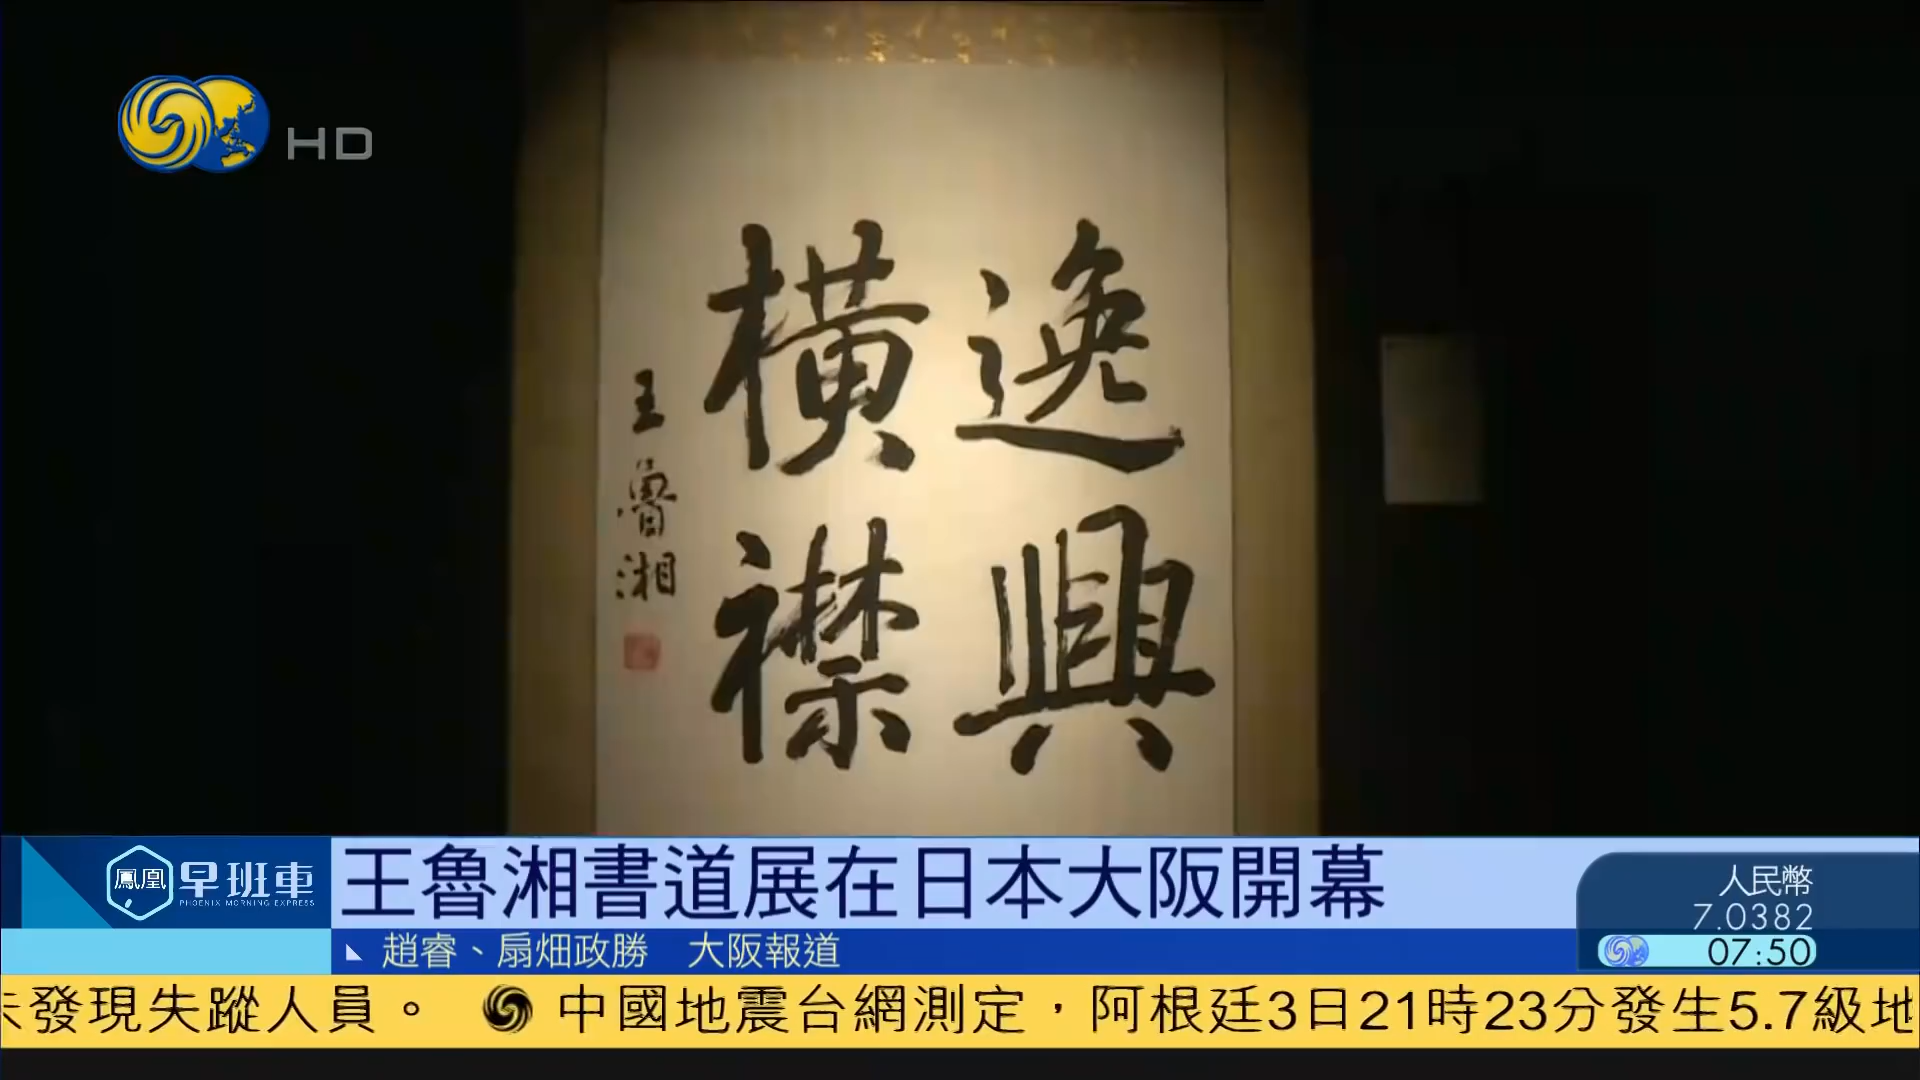 HD
逸興
橫襟
王魯湘
鳳凰 早班車
PHOENIX MORNING EXPRESS
王魯湘書道展在日本大阪開幕
趙睿、扇畑政勝 大阪報道
人民幣
7.0382
07:50
發現失蹤人員。 中國地震台網測定，阿根廷3日21時23分發生5.7級地